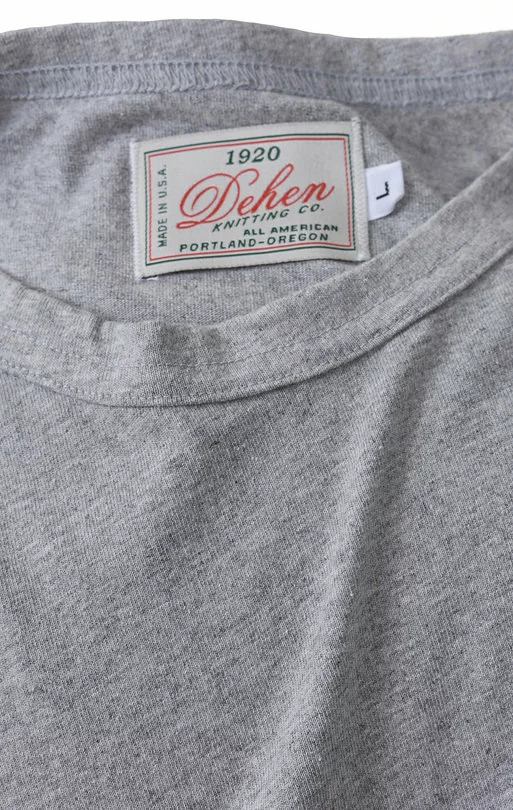 1920
MADE IN U.S.A.
Dehen
KNITTING CO.
ALL AMERICAN
PORTLAND-OREGON
L